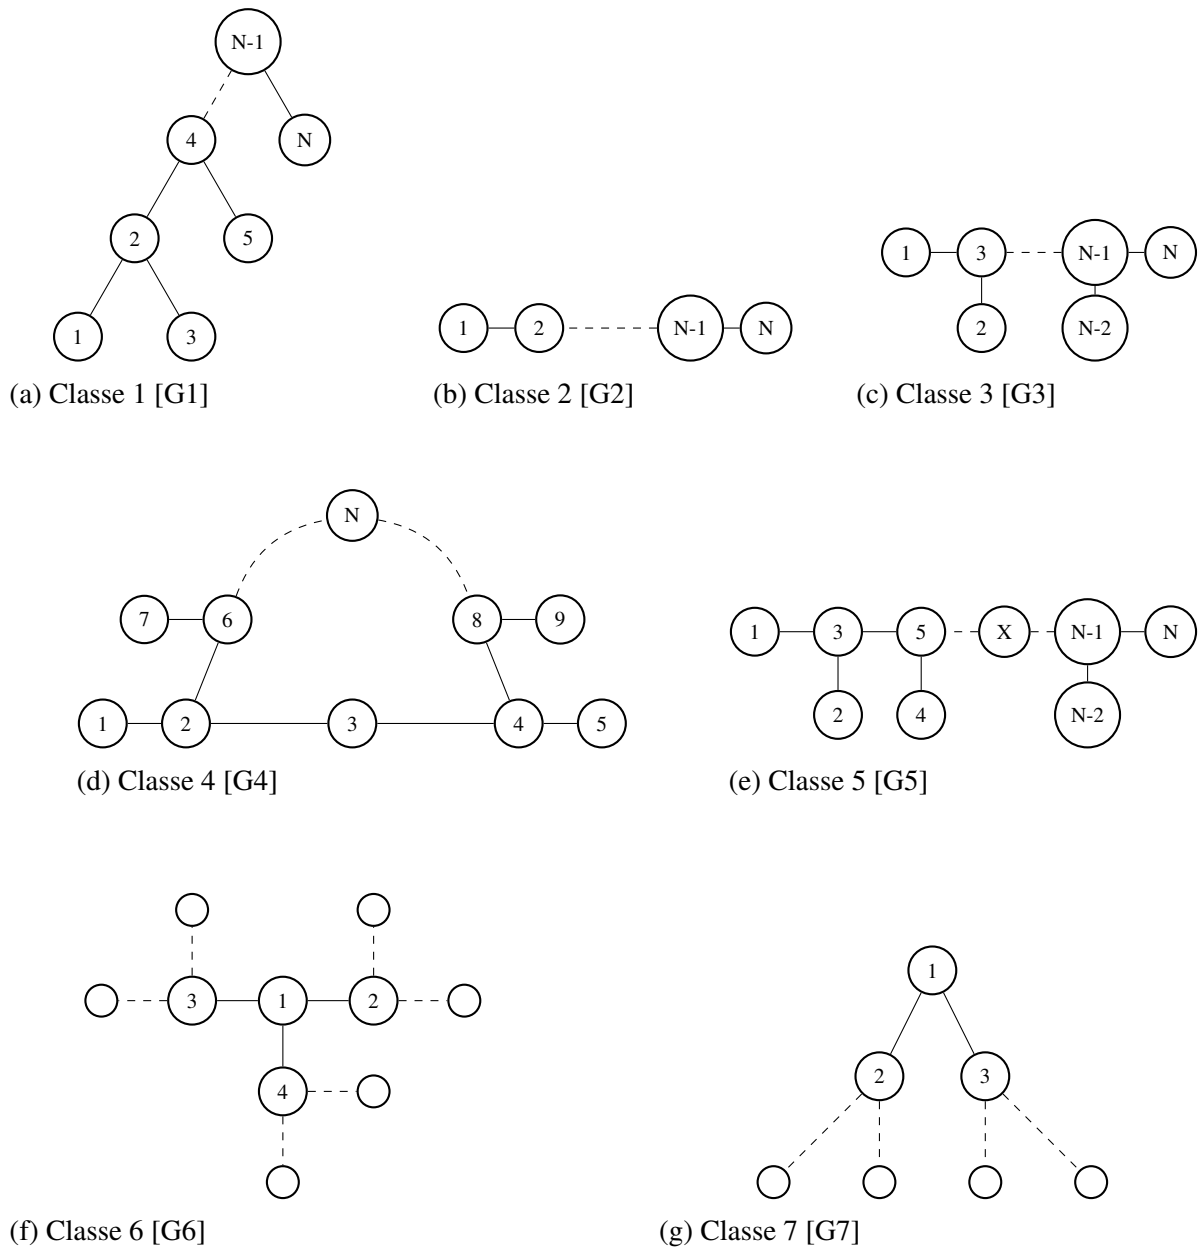 N-1
4 N
2 5
1 3
(a) Classe 1 [G1]
1 2 N-1 N
(b) Classe 2 [G2]
1 3 N-1 N
2 N-2
(c) Classe 3 [G3]
N
7 6 8 9
1 2 3 4 5
(d) Classe 4 [G4]
1 3 5 X N-1 N
2 4 N-2
(e) Classe 5 [G5]
3 1 2
4
(f) Classe 6 [G6]
1
2 3
(g) Classe 7 [G7]